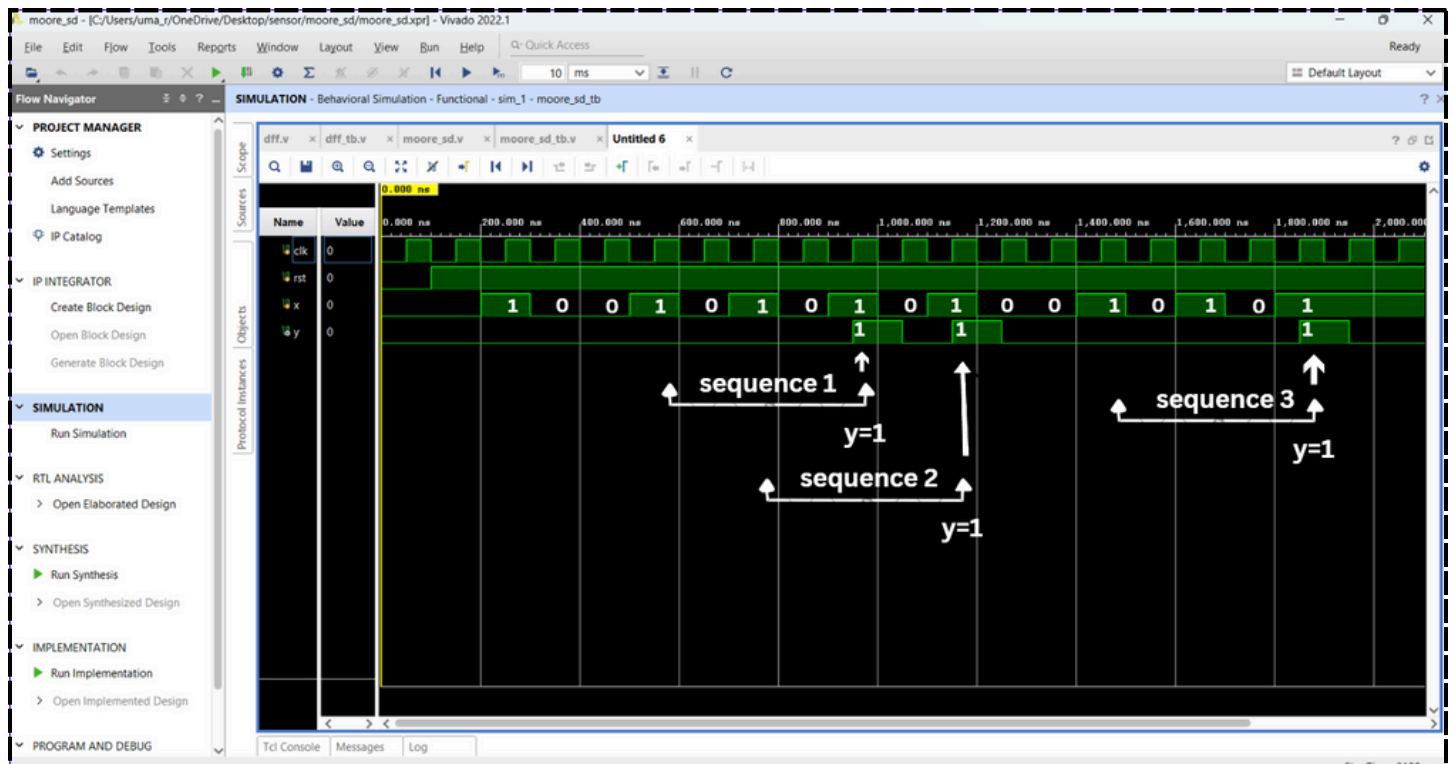 moore_sd - [C:/Users/uma_r/OneDrive/Desktop/sensor/moore_sd/moore_sd.xpr] - Vivado 2022.1
File Edit Flow Tools Reports Window Layout View Run Help Q- Quick Access Ready
10 ms Default Layout
Flow Navigator
SIMULATION - Behavioral Simulation - Functional - sim_1 - moore_sd_tb
PROJECT MANAGER
Settings
Add Sources
Language Templates
IP Catalog
IP INTEGRATOR
Create Block Design
Open Block Design
Generate Block Design
SIMULATION
Run Simulation
RTL ANALYSIS
Open Elaborated Design
SYNTHESIS
Run Synthesis
Open Synthesized Design
IMPLEMENTATION
Run Implementation
Open Implemented Design
PROGRAM AND DEBUG
Scope
Sources
Objects
Protocol Instances
dff.v dff_tb.v moore_sd.v moore_sd_tb.v Untitled 6
0.000 ns
Name Value 0.000 ns 200.000 ns 400.000 ns 600.000 ns 800.000 ns 1,000.000 ns 1,200.000 ns 1,400.000 ns 1,600.000 ns 1,800.000 ns 2,000.00
clk 0
rst 0
x 0 1 0 0 1 0 1 0 1 0 1 0 0 1 0 1 0 1
y 0 1 1 1
sequence 1
y=1
sequence 2
y=1
sequence 3
y=1
Tcl Console Messages Log